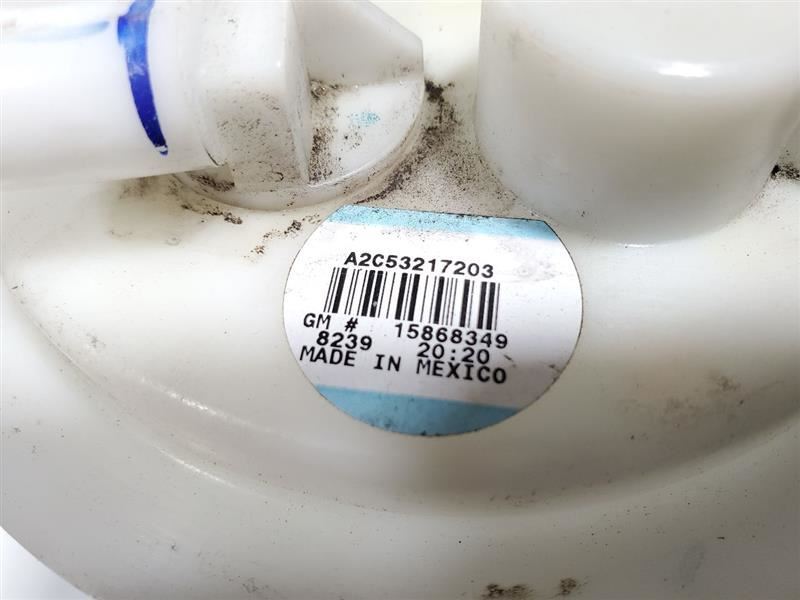 A2C53217203
GM # 15868349
8239 20:20
MADE IN MEXICO